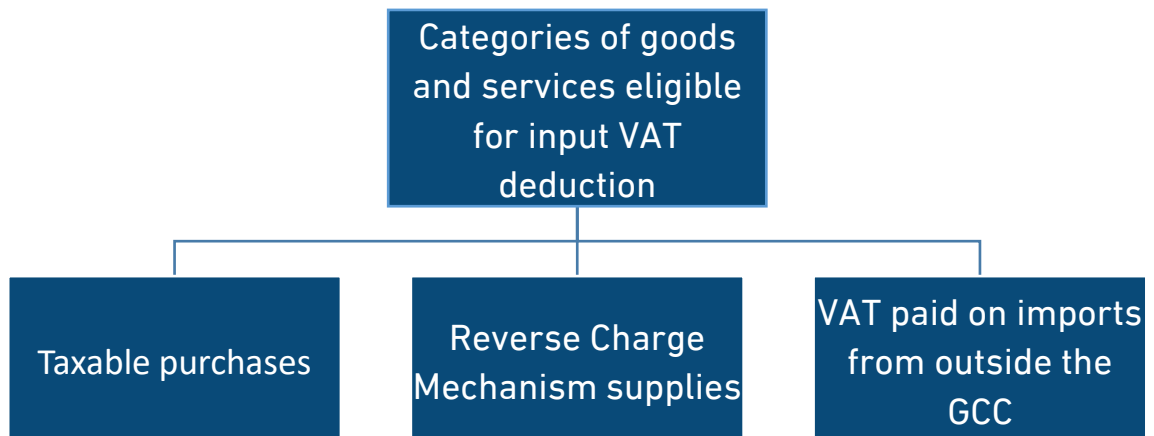 Categories of goods
and services eligible
for input VAT
deduction
Taxable purchases
Reverse Charge
Mechanism supplies
VAT paid on imports
from outside the
GCC